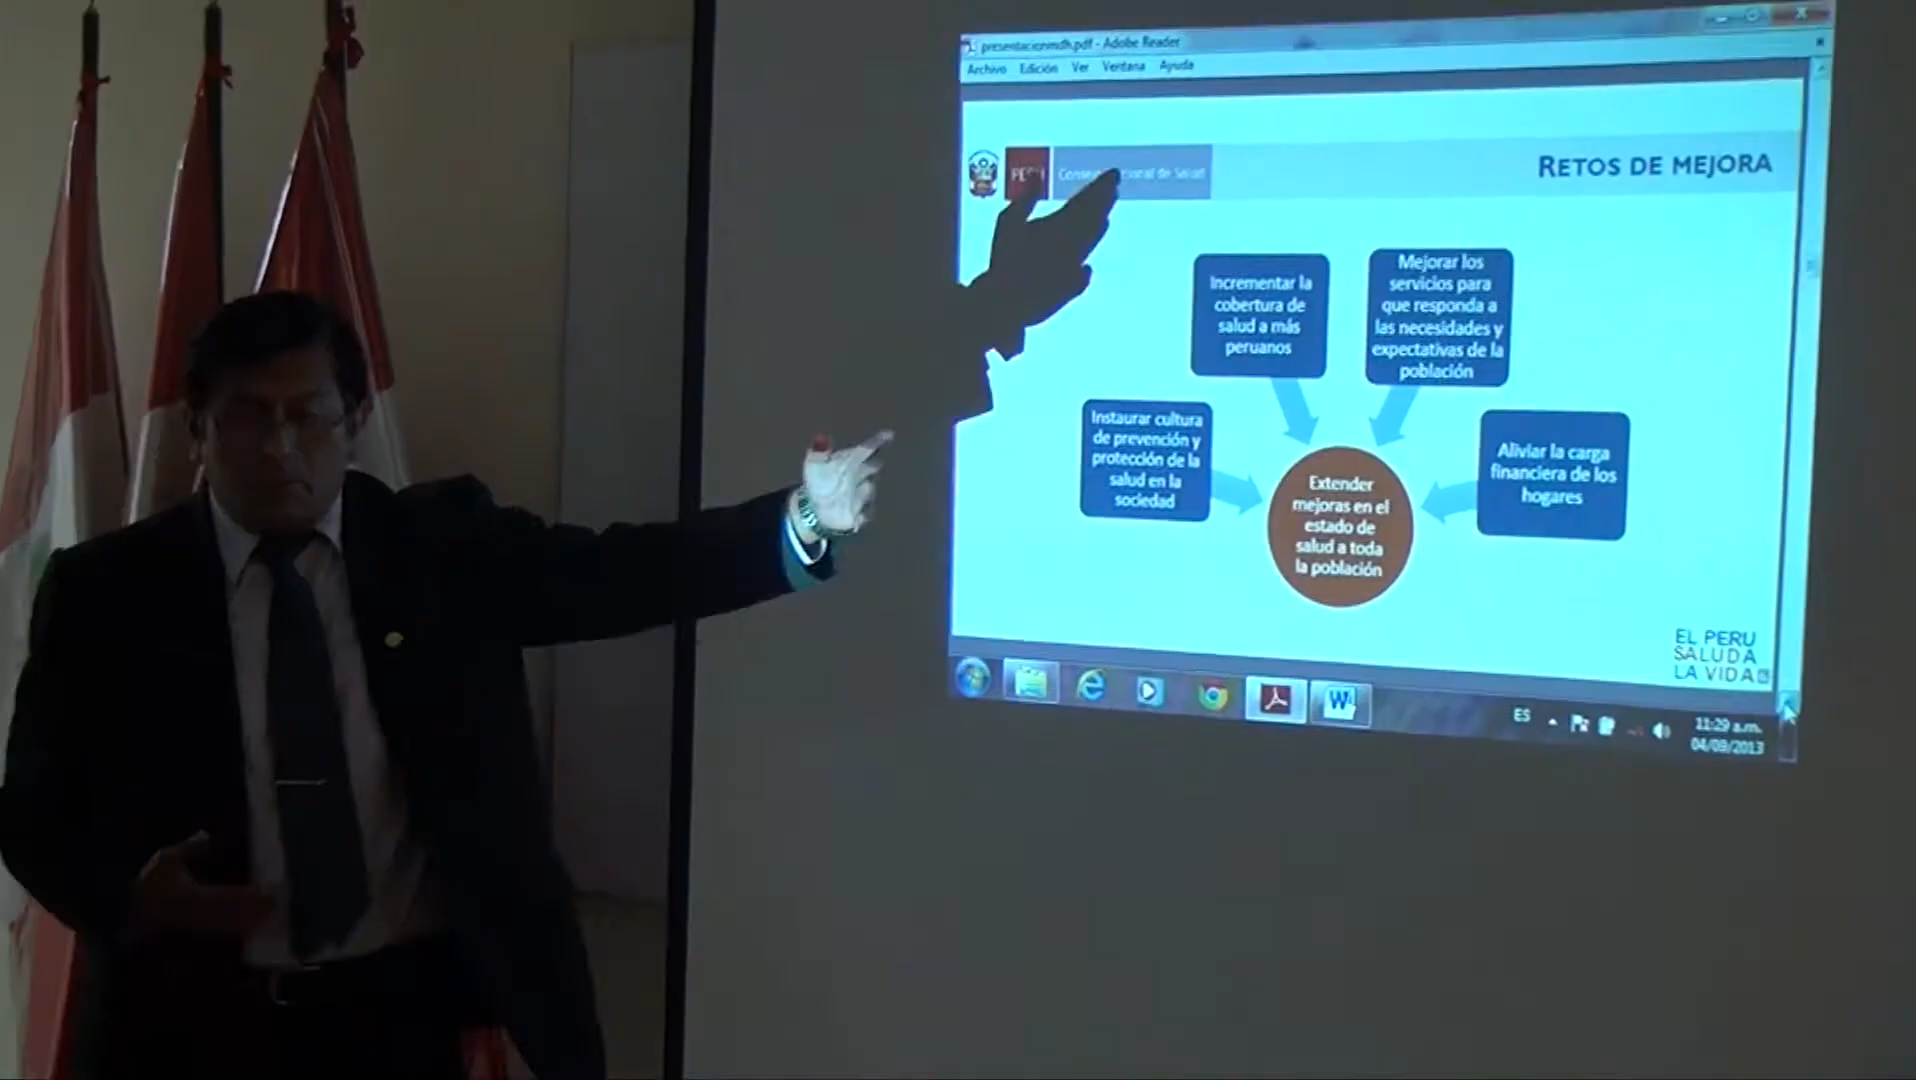 presentacionmdh.pdf - Adobe Reader
Archivo Edición Ver Ventana Ayuda
RETOS DE MEJORA
de Salud
Incrementar la
cobertura de
salud a más
peruanos
Mejorar los
servicios para
que responda a
las necesidades y
expectativas de la
población
Instaurar cultura
de prevención y
protección de la
salud en la
sociedad
Aliviar la carga
financiera de los
hogares
Extender
mejoras en el
estado de
salud a toda
la población
EL PERU
SALUDA
LA VIDA
ES
11:29 a.m.
04/09/2013